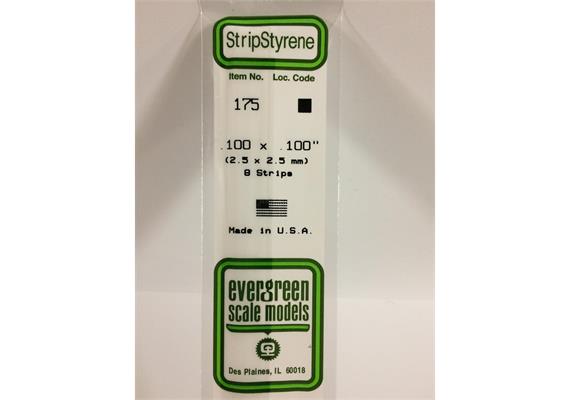 StripStyrene
Item No. Loc. Code
175
.100 x .100"
(2.5 x 2.5 mm)
8 Strips
Made in U.S.A.
evergreen
scale models
Des Plaines, IL 60018